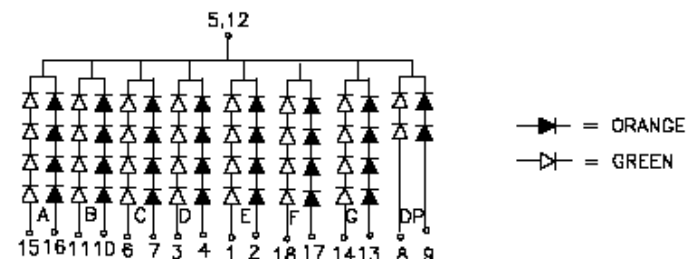 5,12
= ORANGE
= GREEN
A B C D E F G DP
15 16 11 10 6 7 3 4 1 2 18 17 14 13 8 9